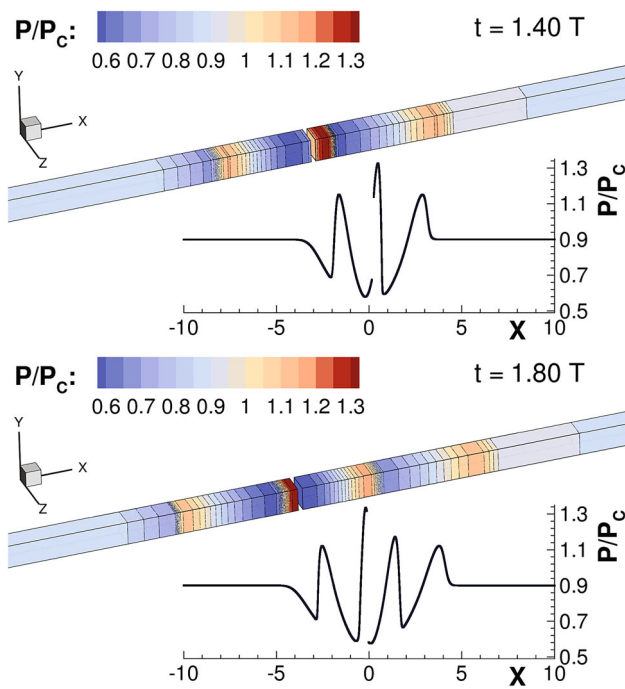 P/Pc: t = 1.40 T
0.6 0.7 0.8 0.9 1 1.1 1.2 1.3
Y
X
Z
1.3
1.1
0.9
0.7
0.5
P/Pc
-10 -5 0 5 10
X
P/Pc: t = 1.80 T
0.6 0.7 0.8 0.9 1 1.1 1.2 1.3
Y
X
Z
1.3
1.1
0.9
0.7
0.5
P/Pc
-10 -5 0 5 10
X